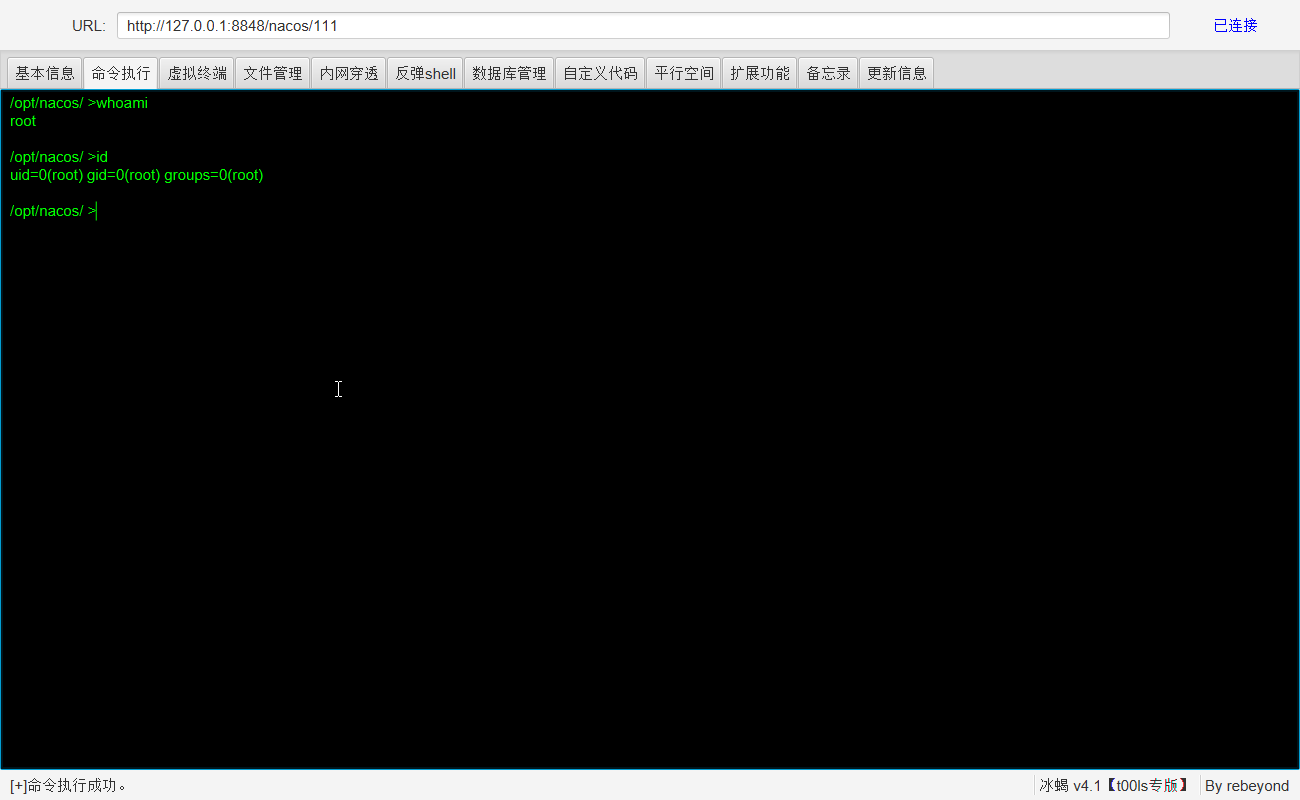 URL: http://127.0.0.1:8848/nacos/111 已连接
基本信息 命令执行 虚拟终端 文件管理 内网穿透 反弹shell 数据库管理 自定义代码 平行空间 扩展功能 备忘录 更新信息
/opt/nacos/ >whoami
root
/opt/nacos/ >id
uid=0(root) gid=0(root) groups=0(root)
/opt/nacos/ >
[+]命令执行成功。 冰蝎 v4.1【t00ls专版】 By rebeyond